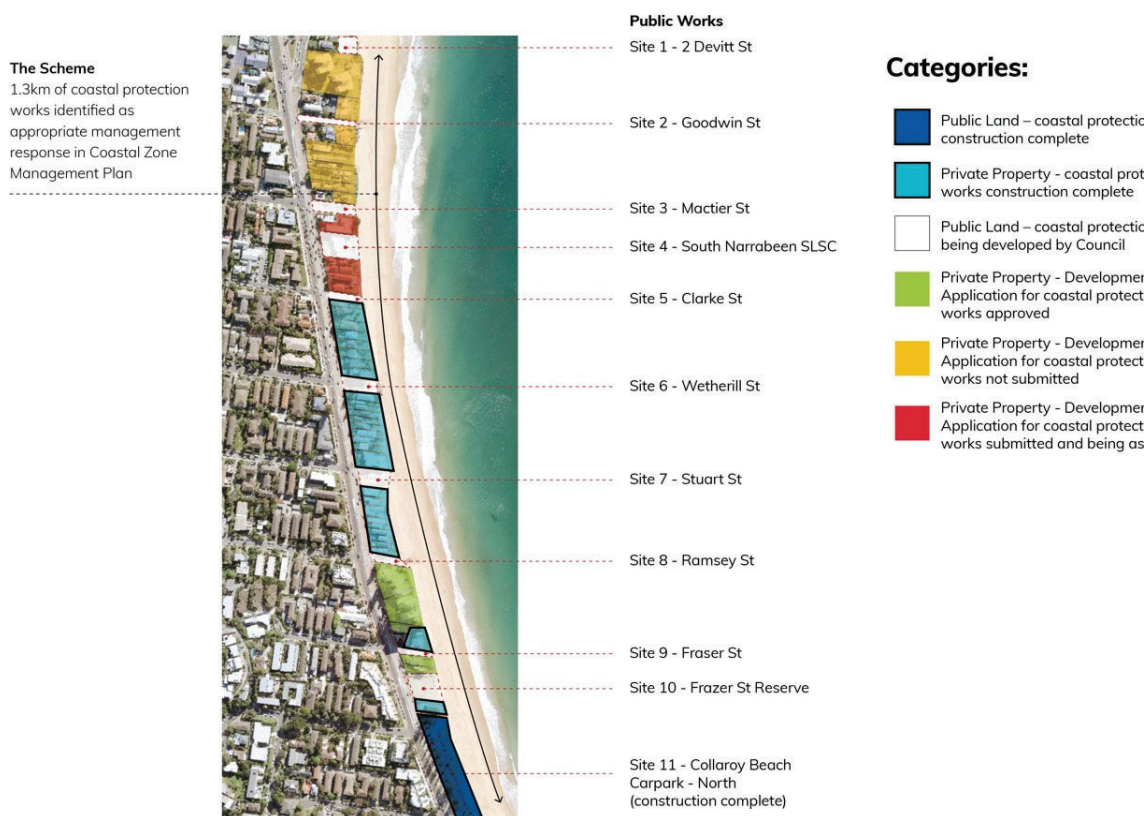 The Scheme
1.3km of coastal protection
works identified as
appropriate management
response in Coastal Zone
Management Plan
Public Works
Site 1 - 2 Devitt St
Site 2 - Goodwin St
Site 3 - Mactier St
Site 4 - South Narrabeen SLSC
Site 5 - Clarke St
Site 6 - Wetherill St
Site 7 - Stuart St
Site 8 - Ramsey St
Site 9 - Fraser St
Site 10 - Frazer St Reserve
Site 11 - Collaroy Beach
Carpark - North
(construction complete)
Categories:
Public Land – coastal protectio
construction complete
Private Property - coastal prot
works construction complete
Public Land – coastal protectio
being developed by Council
Private Property - Developmer
Application for coastal protect
works approved
Private Property - Developmer
Application for coastal protect
works not submitted
Private Property - Developmer
Application for coastal protect
works submitted and being as